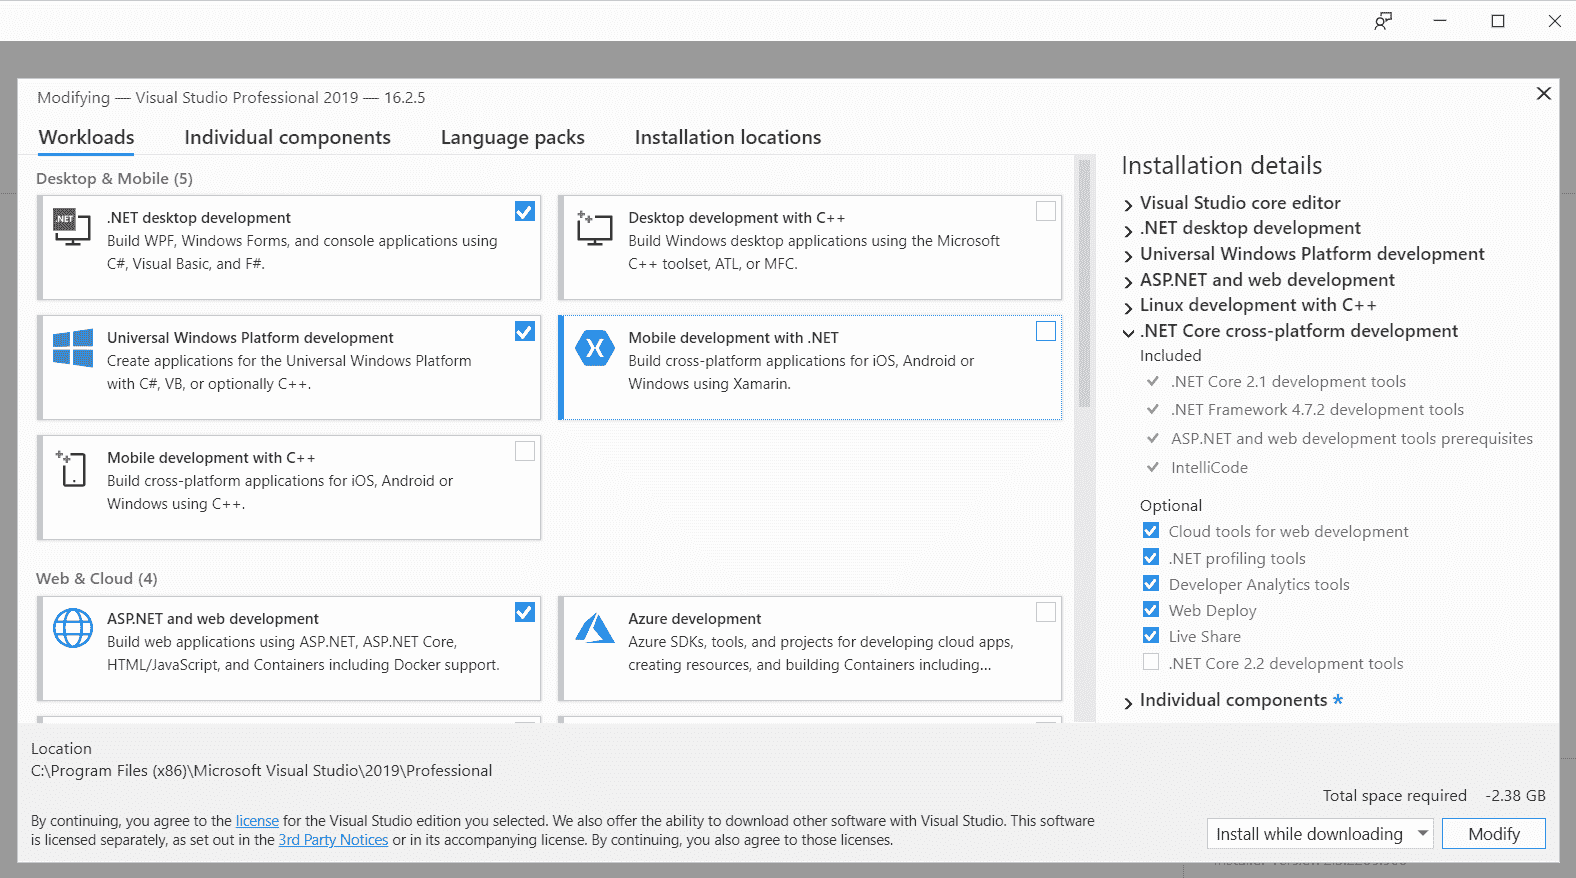 Modifying — Visual Studio Professional 2019 — 16.2.5
Workloads
Individual components
Language packs
Installation locations
Desktop & Mobile (5)
.NET
.NET desktop development
Build WPF, Windows Forms, and console applications using
C#, Visual Basic, and F#.
Desktop development with C++
Build Windows desktop applications using the Microsoft
C++ toolset, ATL, or MFC.
Universal Windows Platform development
Create applications for the Universal Windows Platform
with C#, VB, or optionally C++.
Mobile development with .NET
Build cross-platform applications for iOS, Android or
Windows using Xamarin.
Mobile development with C++
Build cross-platform applications for iOS, Android or
Windows using C++.
Web & Cloud (4)
ASP.NET and web development
Build web applications using ASP.NET, ASP.NET Core,
HTML/JavaScript, and Containers including Docker support.
Azure development
Azure SDKs, tools, and projects for developing cloud apps,
creating resources, and building Containers including...
Installation details
Visual Studio core editor
.NET desktop development
Universal Windows Platform development
ASP.NET and web development
Linux development with C++
.NET Core cross-platform development
Included
.NET Core 2.1 development tools
.NET Framework 4.7.2 development tools
ASP.NET and web development tools prerequisites
IntelliCode
Optional
Cloud tools for web development
.NET profiling tools
Developer Analytics tools
Web Deploy
Live Share
.NET Core 2.2 development tools
Individual components *
Location
C:\Program Files (x86)\Microsoft Visual Studio\2019\Professional
Total space required -2.38 GB
By continuing, you agree to the license for the Visual Studio edition you selected. We also offer the ability to download other software with Visual Studio. This software
is licensed separately, as set out in the 3rd Party Notices or in its accompanying license. By continuing, you also agree to those licenses.
Install while downloading
Modify